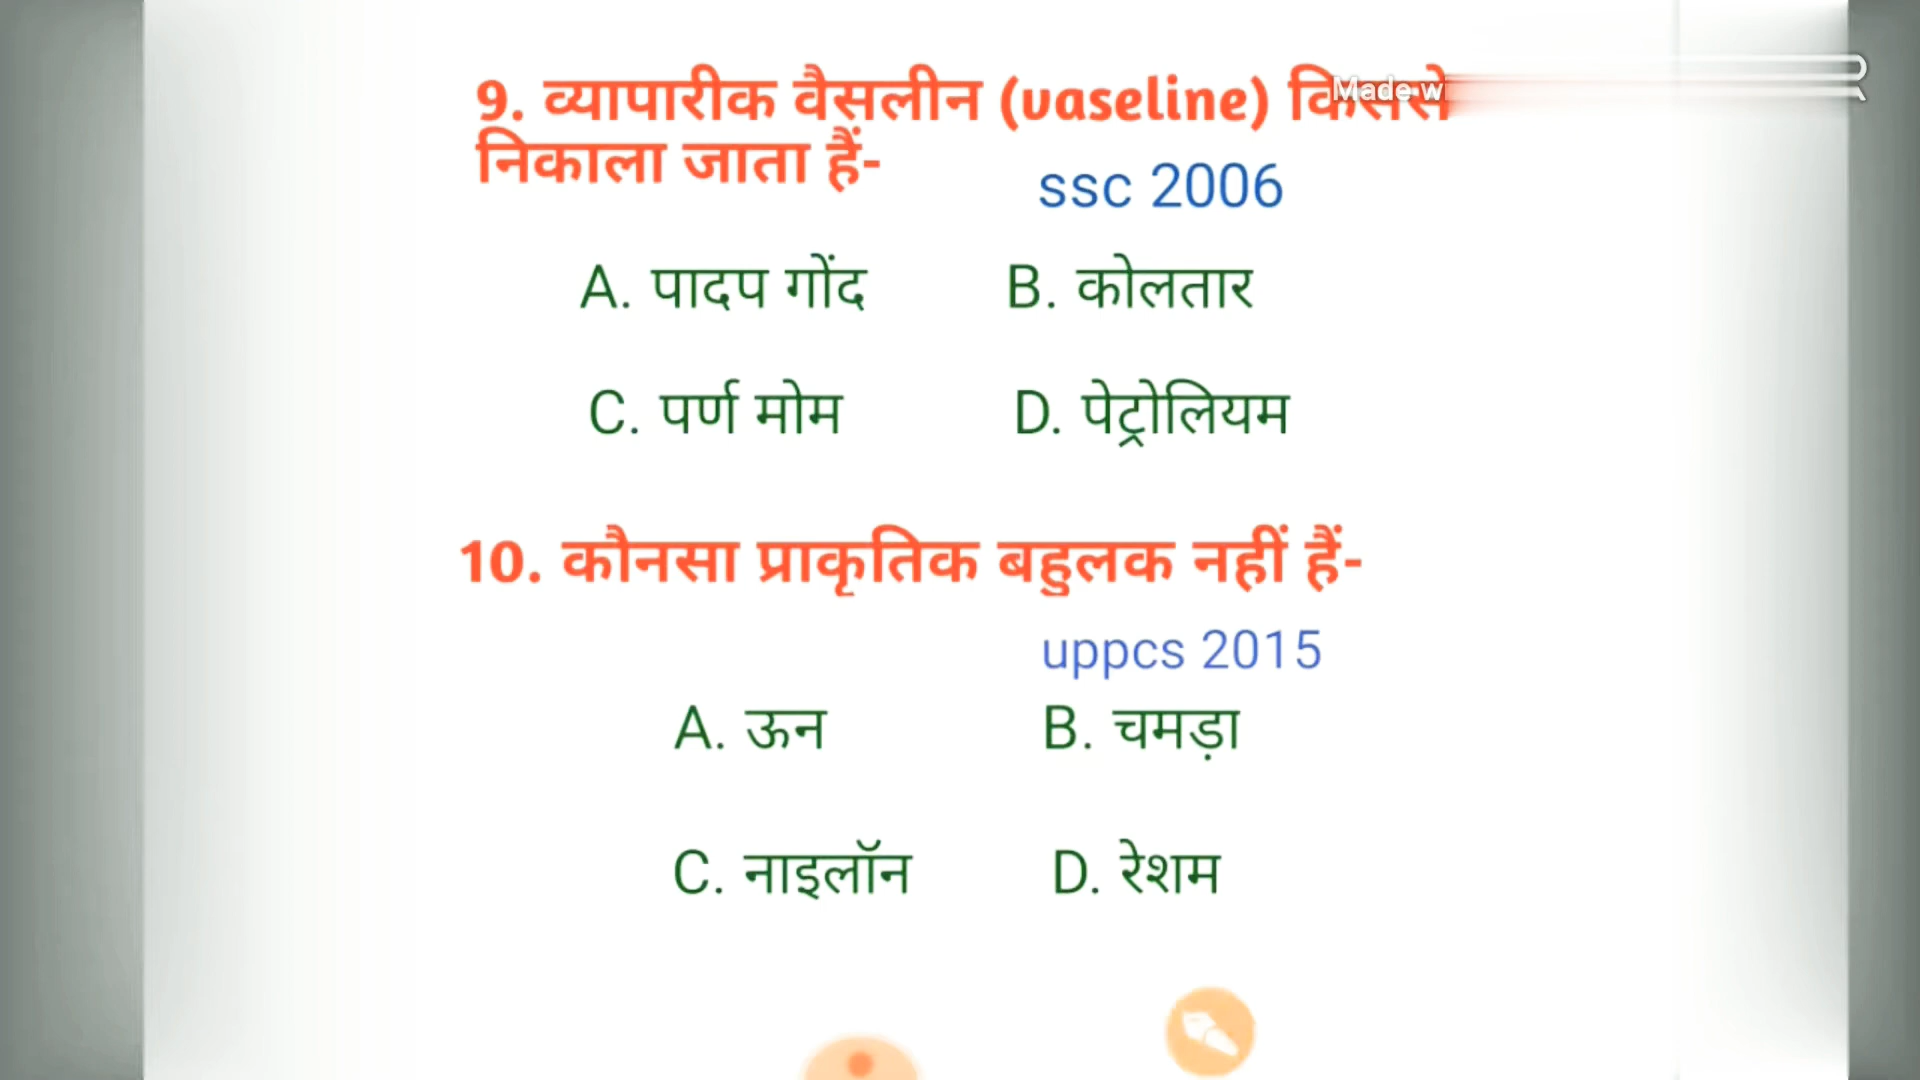 9. व्यापारीक वैसलीन (vaseline) किससे
निकाला जाता हैं-
ssc 2006
A. पादप गोंद B. कोलतार
C. पर्ण मोम D. पेट्रोलियम
10. कौनसा प्राकृतिक बहुलक नहीं हैं-
uppcs 2015
A. ऊन B. चमड़ा
C. नाइलॉन D. रेशम
Made